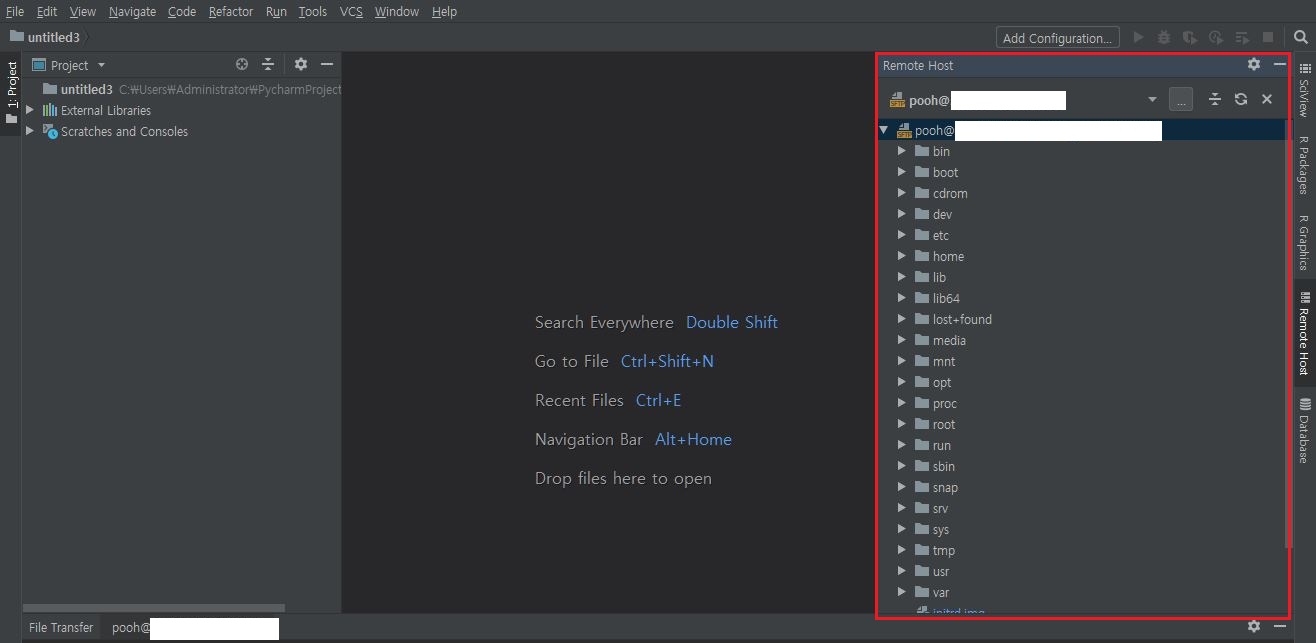 File Edit View Navigate Code Refactor Run Tools VCS Window Help
untitled3
Add Configuration...
1: Project
Project
untitled3 C:₩Users₩Administrator₩PycharmProject
External Libraries
Scratches and Consoles
Search Everywhere Double Shift
Go to File Ctrl+Shift+N
Recent Files Ctrl+E
Navigation Bar Alt+Home
Drop files here to open
Remote Host
SFTP pooh@
...
SFTP pooh@
bin
boot
cdrom
dev
etc
home
lib
lib64
lost+found
media
mnt
opt
proc
root
run
sbin
snap
srv
sys
tmp
usr
var
initrd.img
SciView
R Packages
R Graphics
Remote Host
Database
File Transfer pooh@